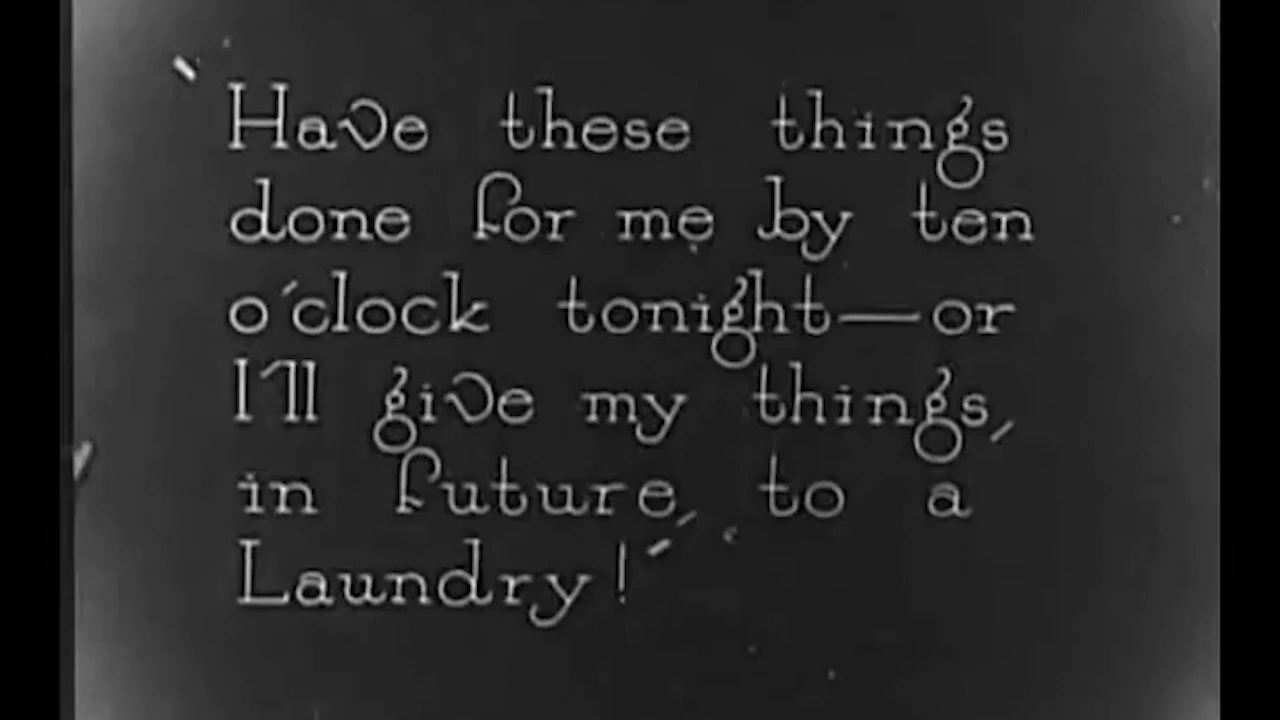 "Have these things
done for me by ten
o'clock tonight—or
I'll give my things,
in future, to a
Laundry!"